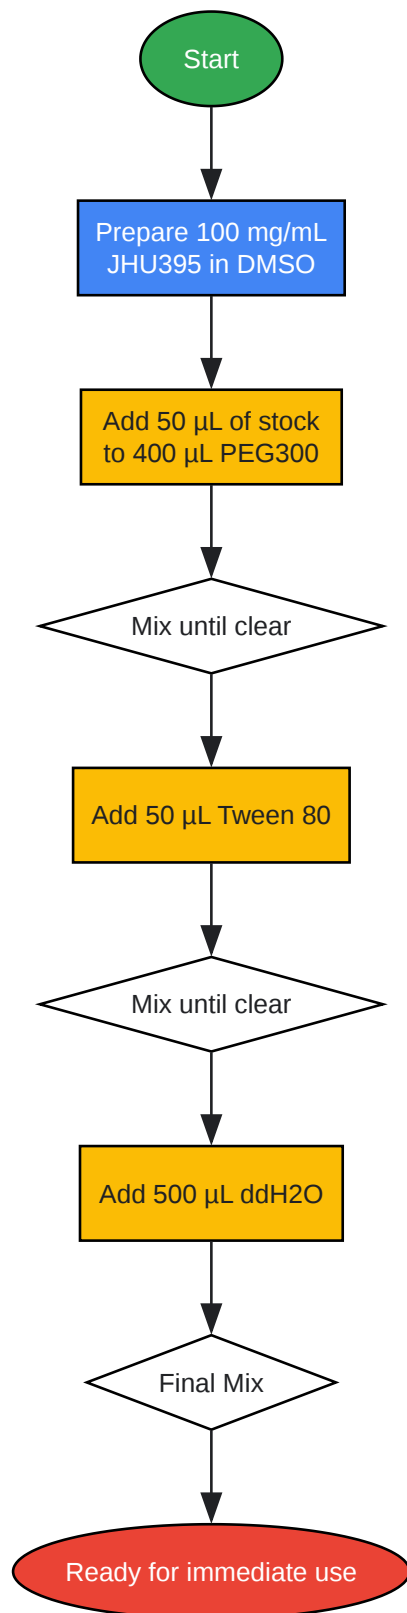 Start
Prepare 100 mg/mL
JHU395 in DMSO
Add 50 µL of stock
to 400 µL PEG300
Mix until clear
Add 50 µL Tween 80
Mix until clear
Add 500 µL ddH2O
Final Mix
Ready for immediate use